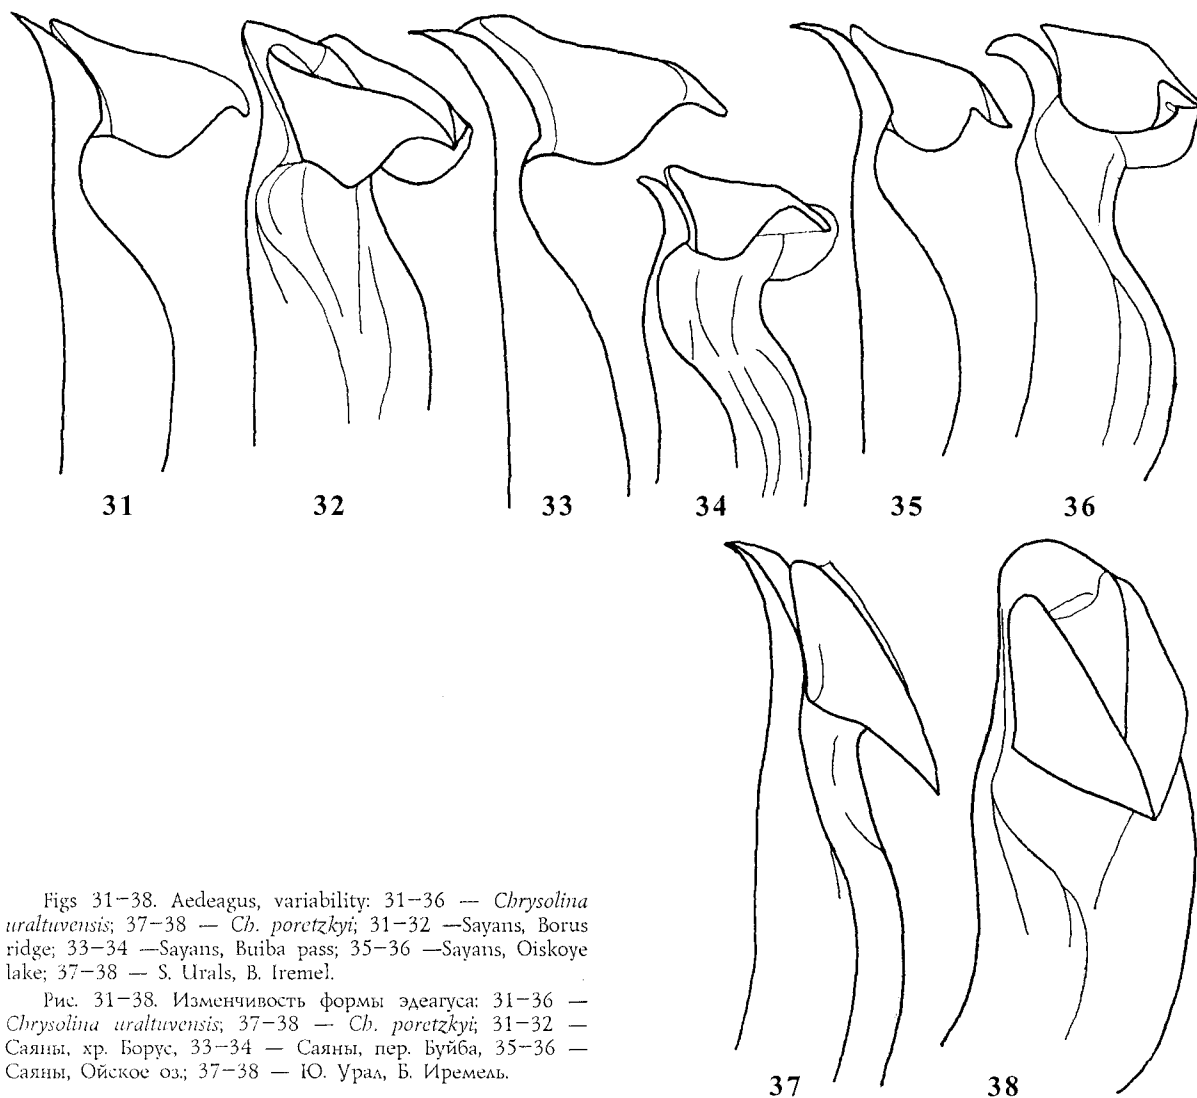 31
32
33
34
35
36
37
38
Figs 31–38. Aedeagus, variability: 31–36 — Chrysolina
uraltuvensis; 37–38 — Ch. poretzkyi; 31–32 —Sayans, Borus
ridge; 33–34 —Sayans, Buiba pass; 35–36 —Sayans, Oiskoye
lake; 37–38 — S. Urals, B. Iremel.
Рис. 31–38. Изменчивость формы эдеагуса: 31–36 —
Chrysolina uraltuvensis; 37–38 — Ch. poretzkyi; 31–32 —
Саяны, хр. Борус, 33–34 — Саяны, пер. Буйба, 35–36 —
Саяны, Ойское оз.; 37–38 — Ю. Урал, Б. Иремель.